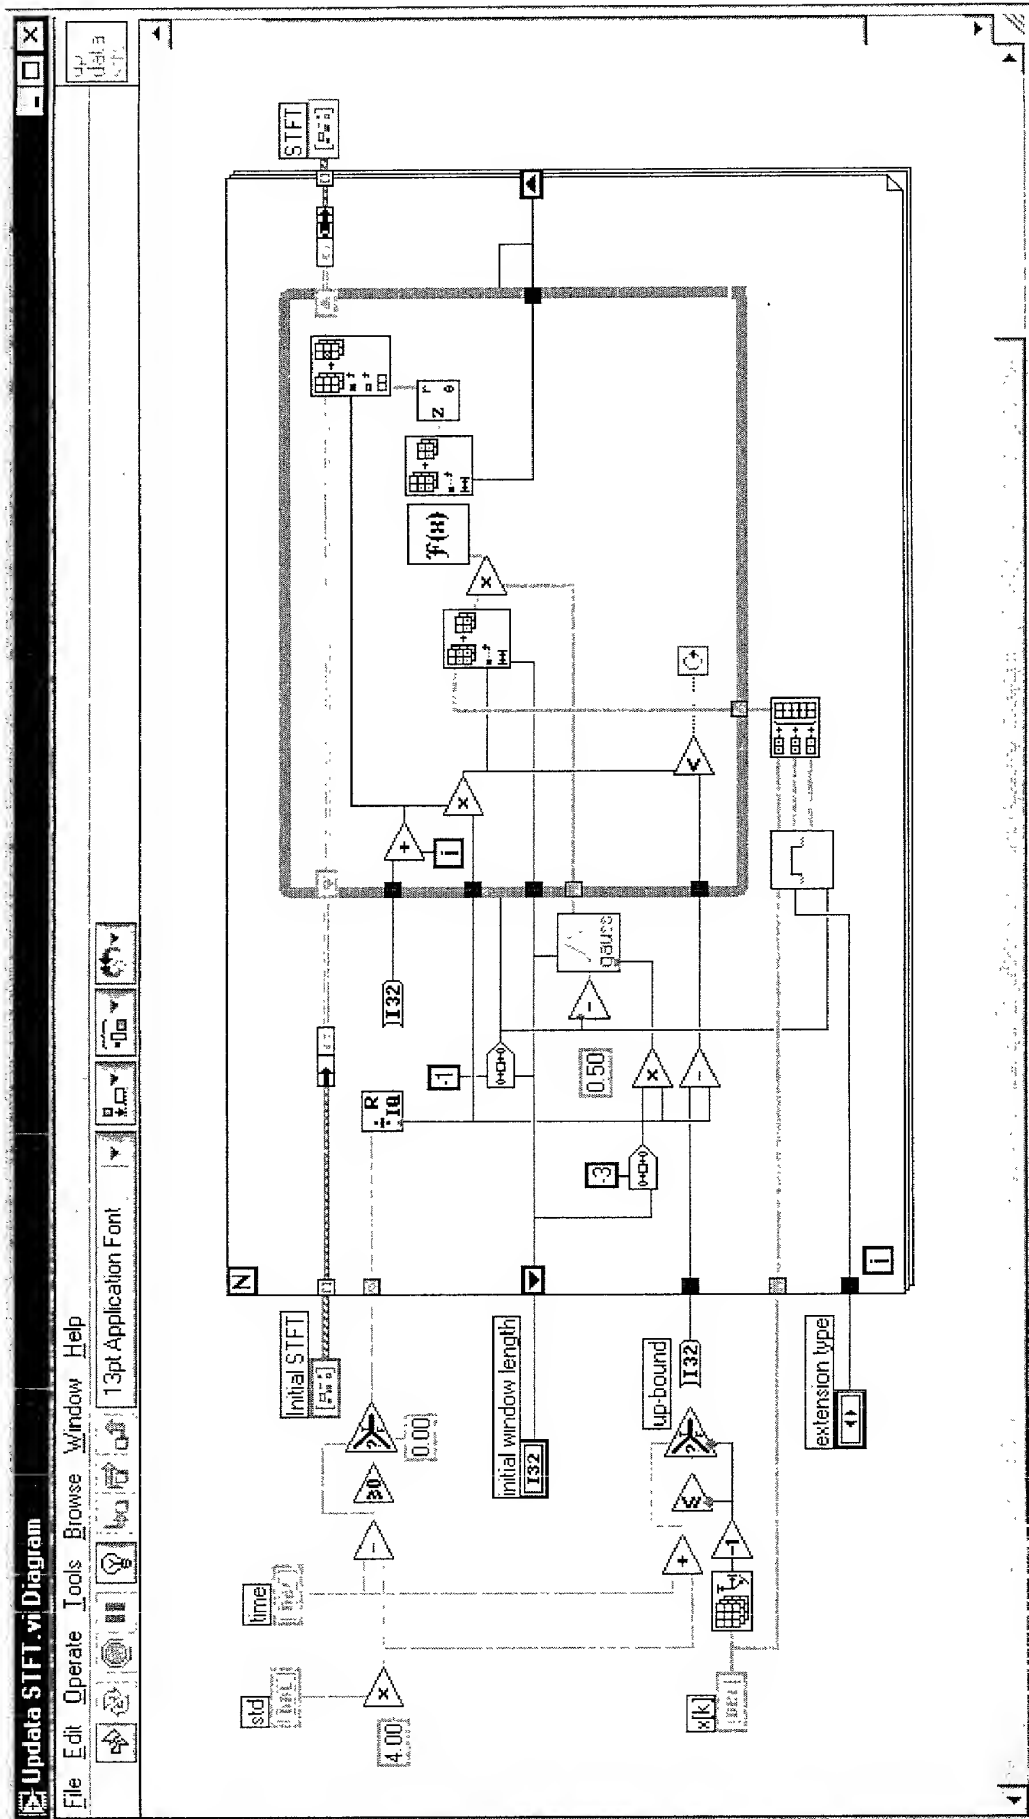 Updata STFT.vi Diagram
File Edit Operate Tools Browse Window Help
13pt Application Font
data
std
time
4.00
0.00
x[k]
Initial STFT
initial window length
I32
up-bound
I32
extension type
N
i
R
IQ
-1
-3
0.50
I32
gauss
i
F(x)
z
r
θ
STFT